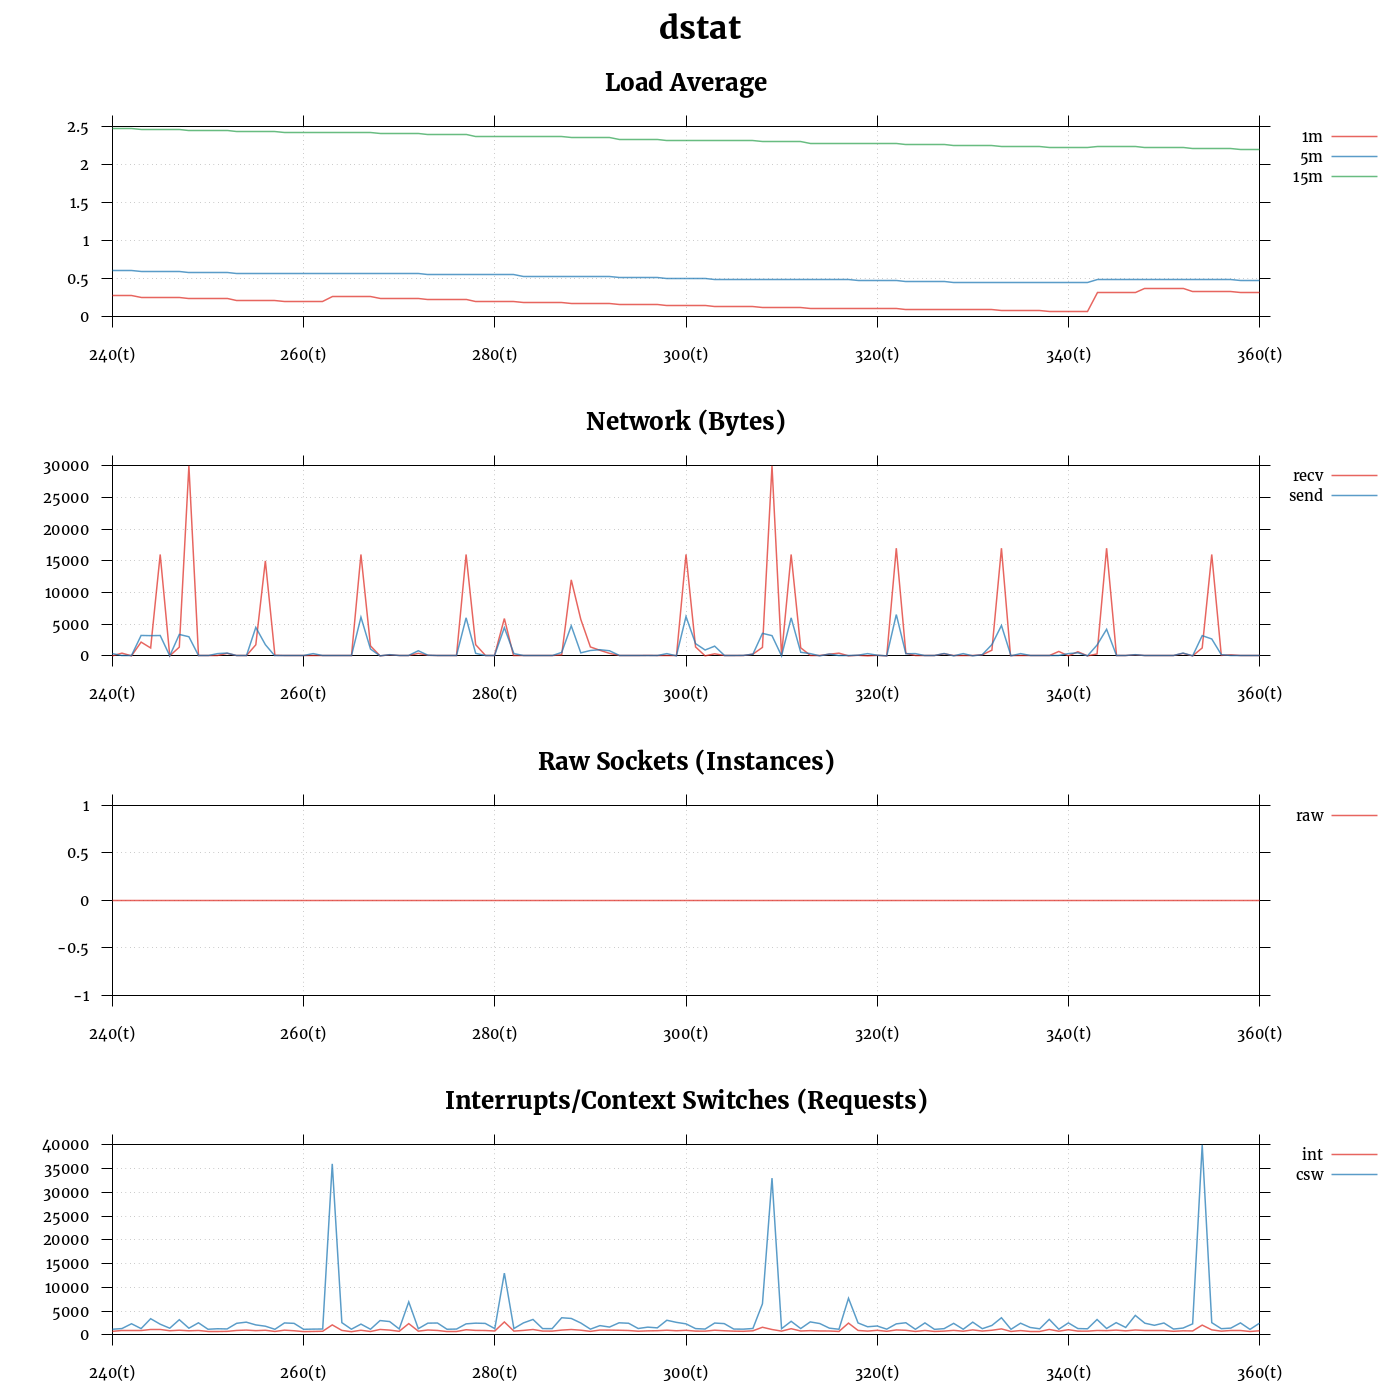 dstat
Load Average
2.5
2
1.5
1
0.5
0
240(t) 260(t) 280(t) 300(t) 320(t) 340(t) 360(t)
1m
5m
15m
Network (Bytes)
30000
25000
20000
15000
10000
5000
0
240(t) 260(t) 280(t) 300(t) 320(t) 340(t) 360(t)
recv
send
Raw Sockets (Instances)
1
0.5
0
-0.5
-1
240(t) 260(t) 280(t) 300(t) 320(t) 340(t) 360(t)
raw
Interrupts/Context Switches (Requests)
40000
35000
30000
25000
20000
15000
10000
5000
0
240(t) 260(t) 280(t) 300(t) 320(t) 340(t) 360(t)
int
csw